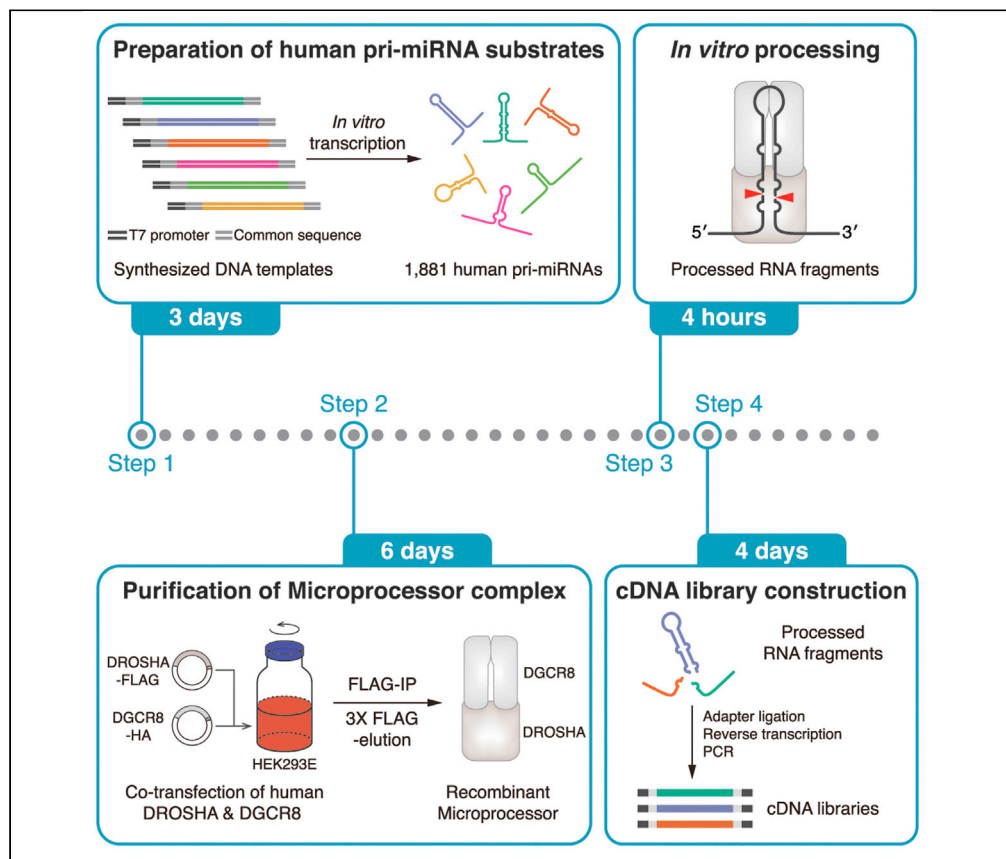 Preparation of human pri-miRNA substrates
In vitro
transcription
T7 promoter
Common sequence
Synthesized DNA templates
1,881 human pri-miRNAs
3 days
In vitro processing
5′
3′
Processed RNA fragments
4 hours
Step 1
Step 2
Step 3
Step 4
6 days
Purification of Microprocessor complex
DROSHA
-FLAG
DGCR8
-HA
HEK293E
FLAG-IP
3X FLAG
-elution
DGCR8
DROSHA
Co-transfection of human
DROSHA & DGCR8
Recombinant
Microprocessor
4 days
cDNA library construction
Processed
RNA fragments
Adapter ligation
Reverse transcription
PCR
cDNA libraries